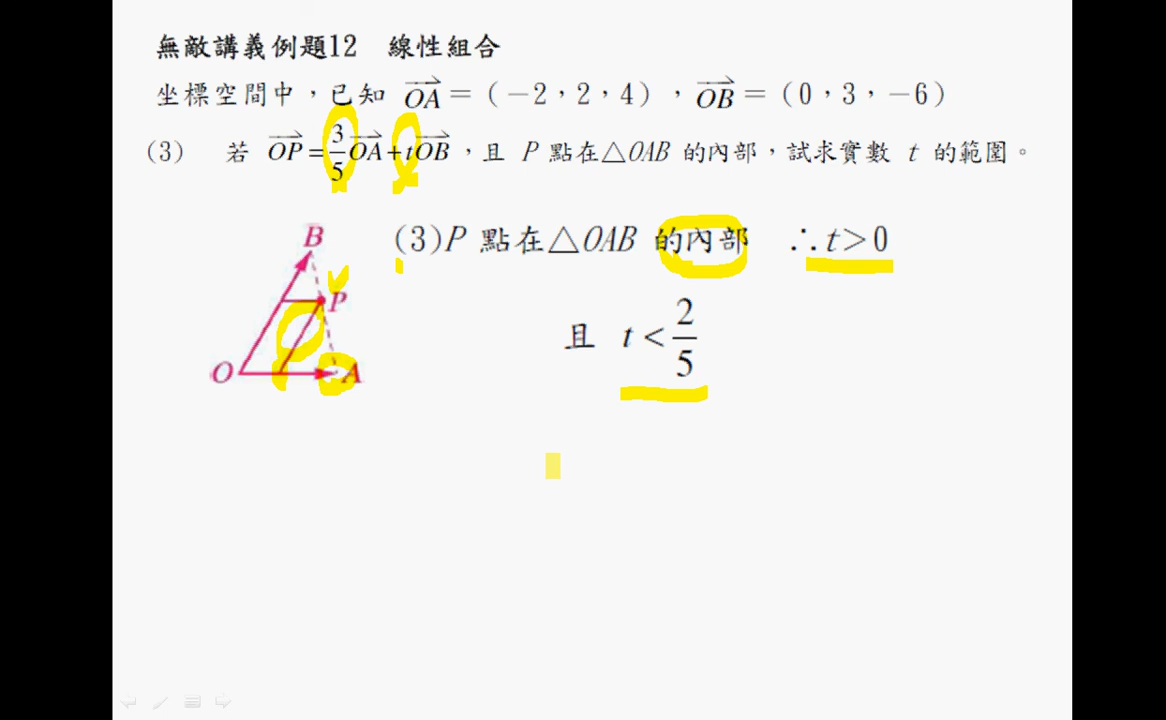 無敵講義例題12 線性組合
坐標空間中，已知 OA＝（－2，2，4），OB＝（0，3，－6）
(3) 若 OP=3/5OA+tOB，且 P 點在△OAB 的內部，試求實數 t 的範圍。
(3)P 點在△OAB 的內部 ∴t>0
且 t<2/5
B
P
O
A